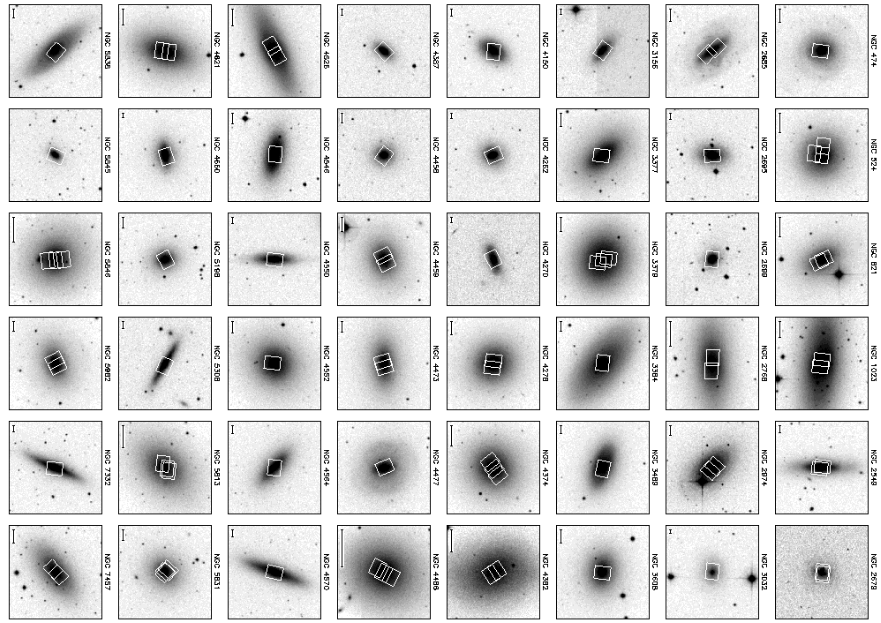 NGC 474
NGC 524
NGC 821
NGC 1023
NGC 2549
NGC 2679
NGC 2685
NGC 2695
NGC 2699
NGC 2768
NGC 2974
NGC 3032
NGC 3156
NGC 3377
NGC 3379
NGC 3384
NGC 3489
NGC 3608
NGC 4150
NGC 4262
NGC 4270
NGC 4278
NGC 4374
NGC 4382
NGC 4387
NGC 4458
NGC 4459
NGC 4473
NGC 4477
NGC 4486
NGC 4526
NGC 4546
NGC 4550
NGC 4552
NGC 4564
NGC 4570
NGC 4621
NGC 4660
NGC 5198
NGC 5308
NGC 5813
NGC 5831
NGC 5838
NGC 5845
NGC 5846
NGC 5982
NGC 7332
NGC 7457